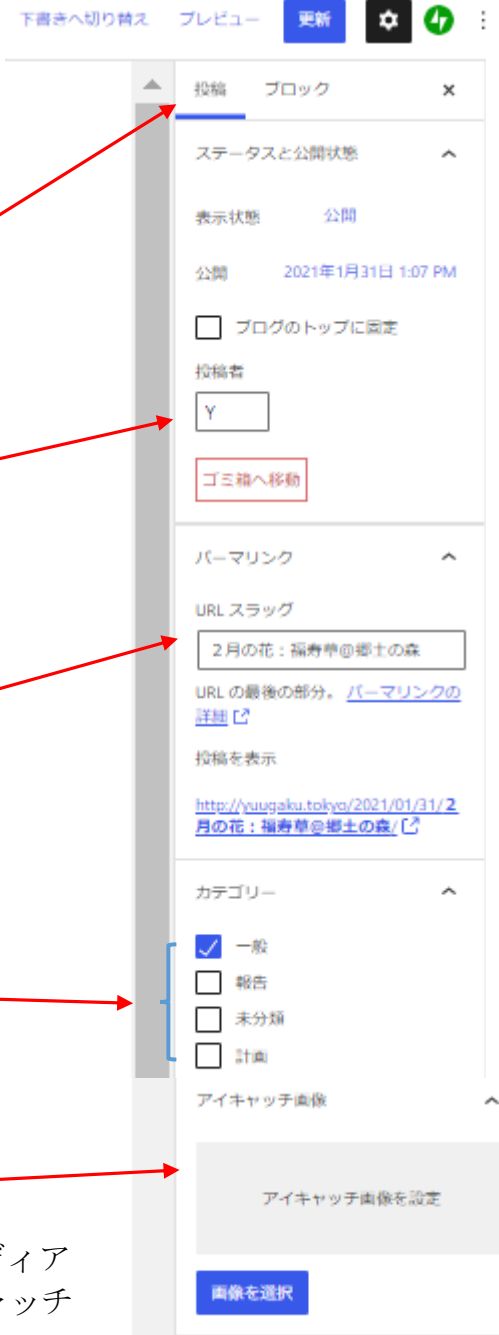 下書きへ切り替え プレビュー 更新
投稿 ブロック ×
ステータスと公開状態
表示状態 公開
公開 2021年1月31日 1:07 PM
ブログのトップに固定
投稿者
Y
ゴミ箱へ移動
パーマリンク
URL スラッグ
２月の花：福寿草@郷土の森
URL の最後の部分。 パーマリンクの
詳細
投稿を表示
http://yuugaku.tokyo/2021/01/31/２
月の花：福寿草@郷土の森/
カテゴリー
一般
報告
未分類
計画
アイキャッチ画像
アイキャッチ画像を設定
ディア
ャッチ
画像を選択